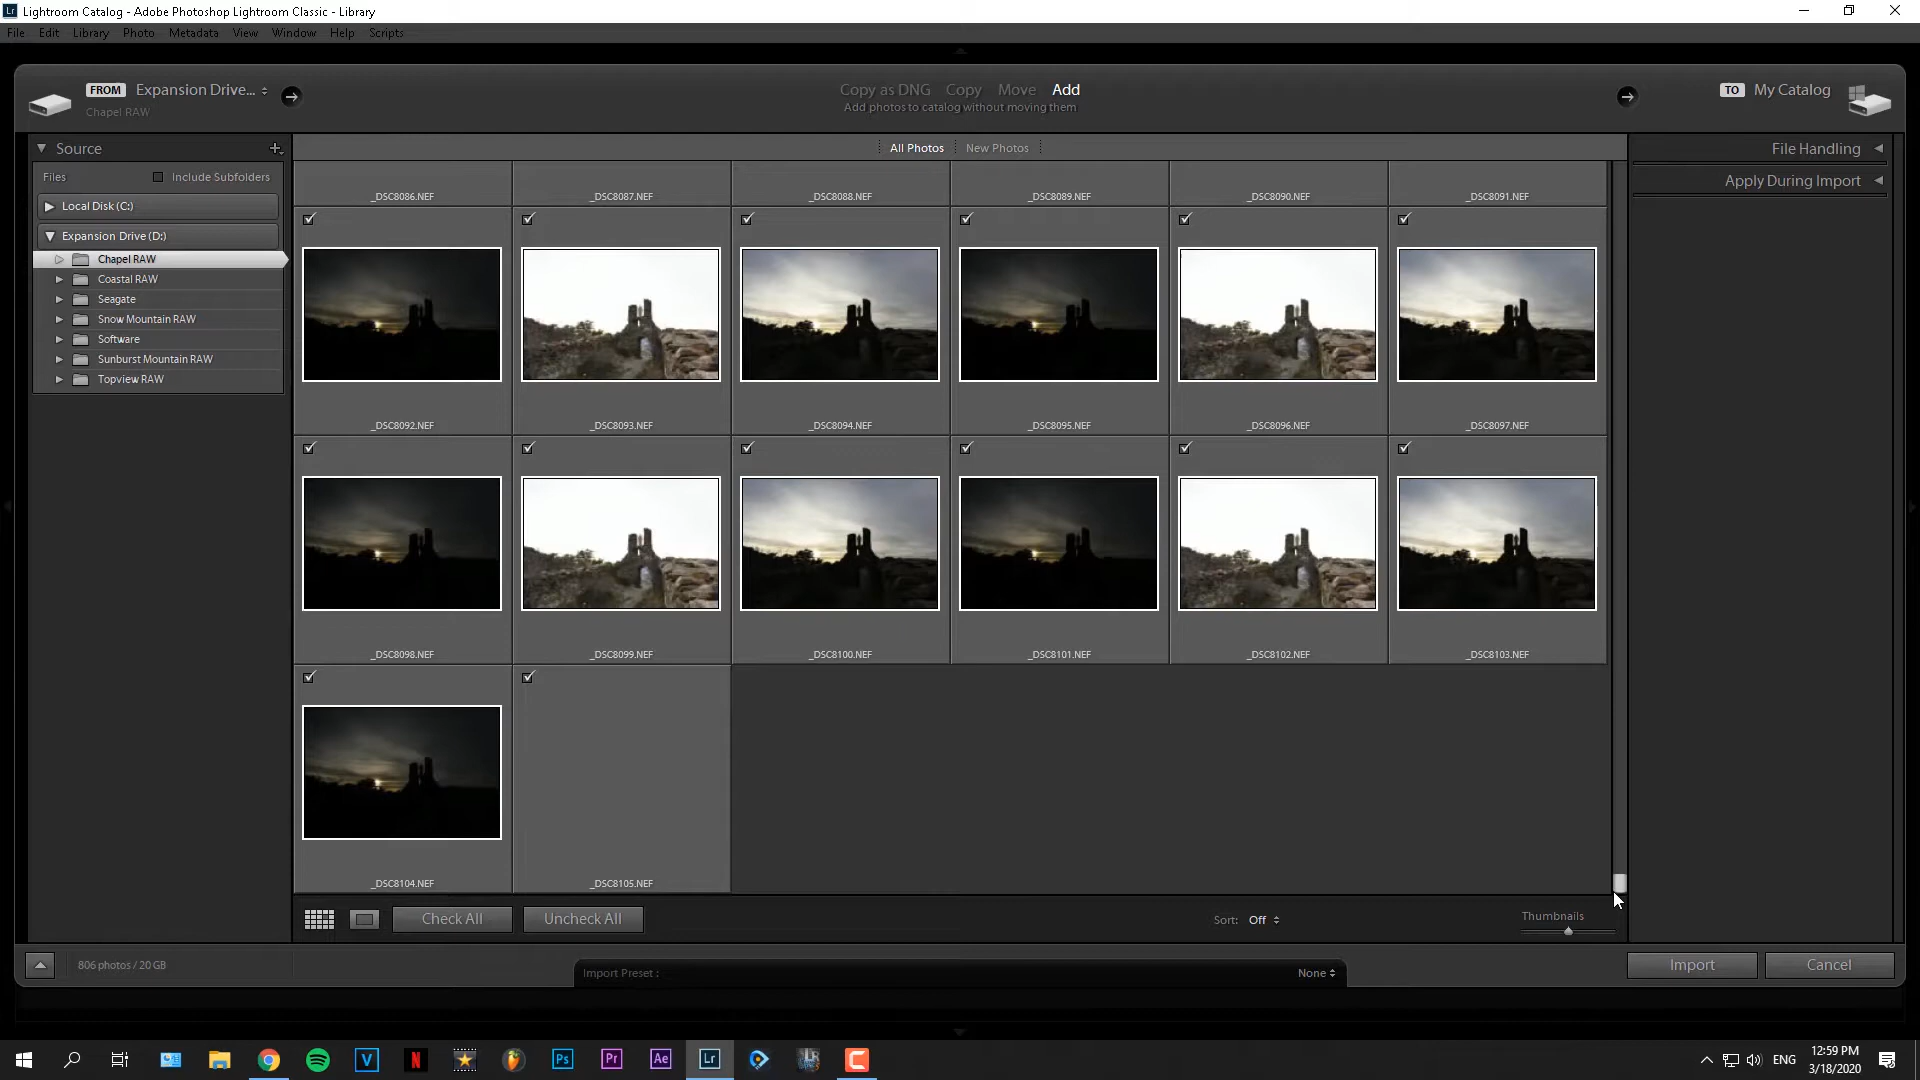 Lr Lightroom Catalog - Adobe Photoshop Lightroom Classic - Library
File Edit Library Photo Metadata View Window Help Scripts
FROM Expansion Drive...
Chapel RAW
Copy as DNG Copy Move Add
Add photos to catalog without moving them
TO My Catalog
Source
Files Include Subfolders
Local Disk (C:)
Expansion Drive (D:)
Chapel RAW
Coastal RAW
Seagate
Snow Mountain RAW
Software
Sunburst Mountain RAW
Topview RAW
All Photos New Photos
_DSC8086.NEF _DSC8087.NEF _DSC8088.NEF _DSC8089.NEF _DSC8090.NEF _DSC8091.NEF
_DSC8092.NEF _DSC8093.NEF _DSC8094.NEF _DSC8095.NEF _DSC8096.NEF _DSC8097.NEF
_DSC8098.NEF _DSC8099.NEF _DSC8100.NEF _DSC8101.NEF _DSC8102.NEF _DSC8103.NEF
_DSC8104.NEF _DSC8105.NEF
File Handling
Apply During Import
Check All Uncheck All Sort: Off Thumbnails
806 photos / 20 GB
Import Preset : None
Import Cancel
V N Ps Pr Ae Lr C
ENG
12:59 PM
3/18/2020